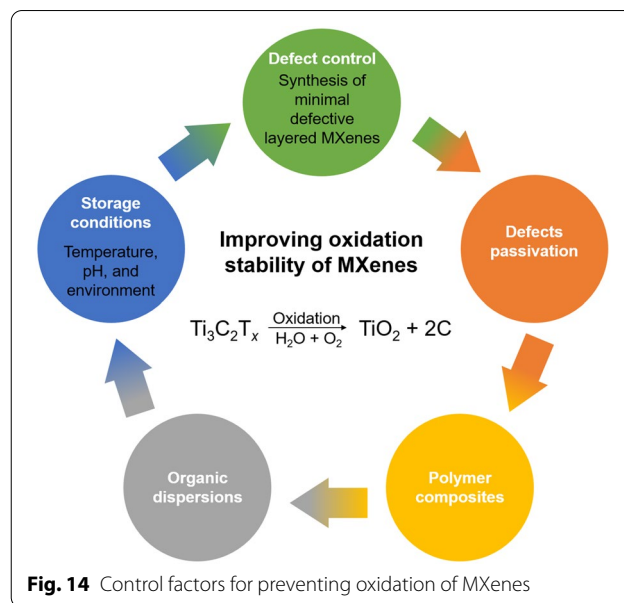 Defect control
Synthesis of
minimal
defective
layered MXenes
Storage
conditions
Temperature,
pH, and
environment
Improving oxidation
stability of MXenes
Defects
passivation
Ti₃C₂Tₓ Oxidation H₂O + O₂ → TiO₂ + 2C
Organic
dispersions
Polymer
composites
Fig. 14 Control factors for preventing oxidation of MXenes